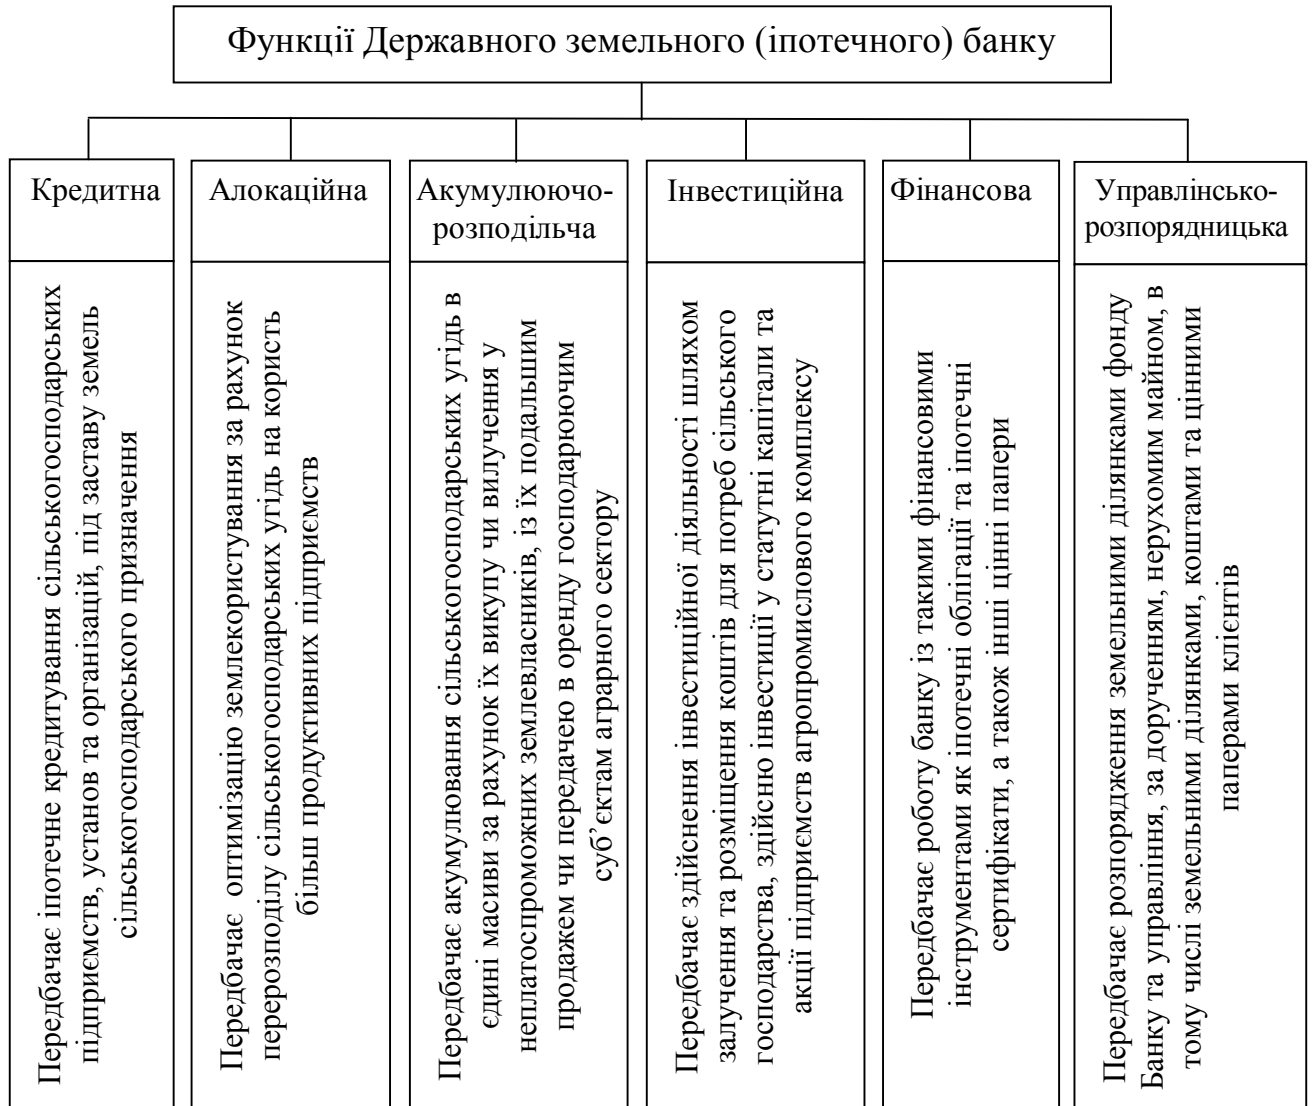 Функції Державного земельного (іпотечного) банку
Кредитна
Передбачає іпотечне кредитування сільськогосподарських
підприємств, установ та організацій, під заставу земель
сільськогосподарського призначення
Алокаційна
Передбачає оптимізацію землекористування за рахунок
перерозподілу сільськогосподарських угідь на користь
більш продуктивних підприємств
Акумулюючо-
розподільча
Передбачає акумулювання сільськогосподарських угідь в
єдині масиви за рахунок їх викупу чи вилучення у
неплатоспроможних землевласників, із їх подальшим
продажем чи передачею в оренду господарюючим
суб’єктам аграрного сектору
Інвестиційна
Передбачає здійснення інвестиційної діяльності шляхом
залучення та розміщення коштів для потреб сільського
господарства, здійсню інвестиції у статутні капітали та
акції підприємств агропромислового комплексу
Фінансова
Передбачає роботу банку із такими фінансовими
інструментами як іпотечні облігації та іпотечні
сертифікати, а також інші цінні папери
Управлінсько-
розпорядницька
Передбачає розпорядження земельними ділянками фонду
Банку та управління, за дорученням, нерухомим майном, в
тому числі земельними ділянками, коштами та цінними
паперами клієнтів